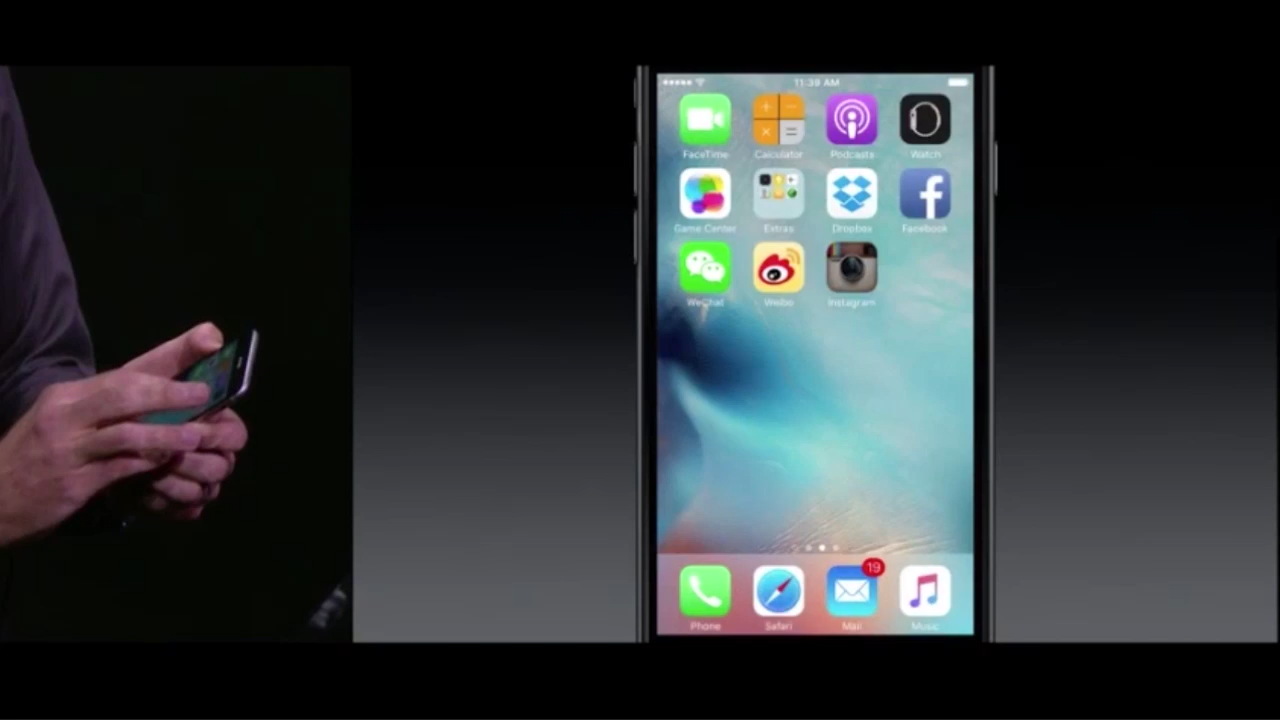 11:39 AM
FaceTime Calculator Podcasts Watch
Game Center Extras Dropbox Facebook
WeChat Weibo Instagram
19
Phone Safari Mail Music